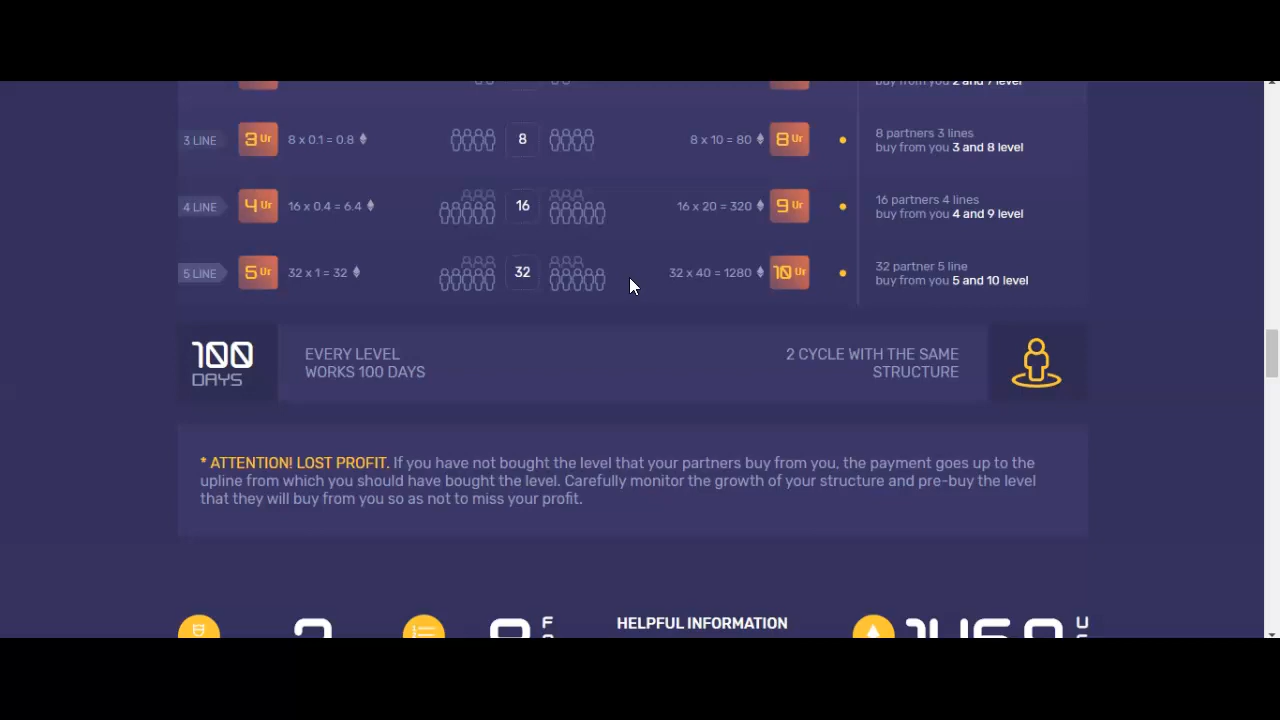 buy from you 2 and 7 level
3 LINE 3 Ur 8 x 0.1 = 0.8 8 8 x 10 = 80 8 Ur 8 partners 3 lines
buy from you 3 and 8 level
4 LINE 4 Ur 16 x 0.4 = 6.4 16 16 x 20 = 320 9 Ur 16 partners 4 lines
buy from you 4 and 9 level
5 LINE 5 Ur 32 x 1 = 32 32 32 x 40 = 1280 10 Ur 32 partner 5 line
buy from you 5 and 10 level
100
DAYS
EVERY LEVEL
WORKS 100 DAYS
2 CYCLE WITH THE SAME
STRUCTURE
* ATTENTION! LOST PROFIT. If you have not bought the level that your partners buy from you, the payment goes up to the
upline from which you should have bought the level. Carefully monitor the growth of your structure and pre-buy the level
that they will buy from you so as not to miss your profit.
HELPFUL INFORMATION